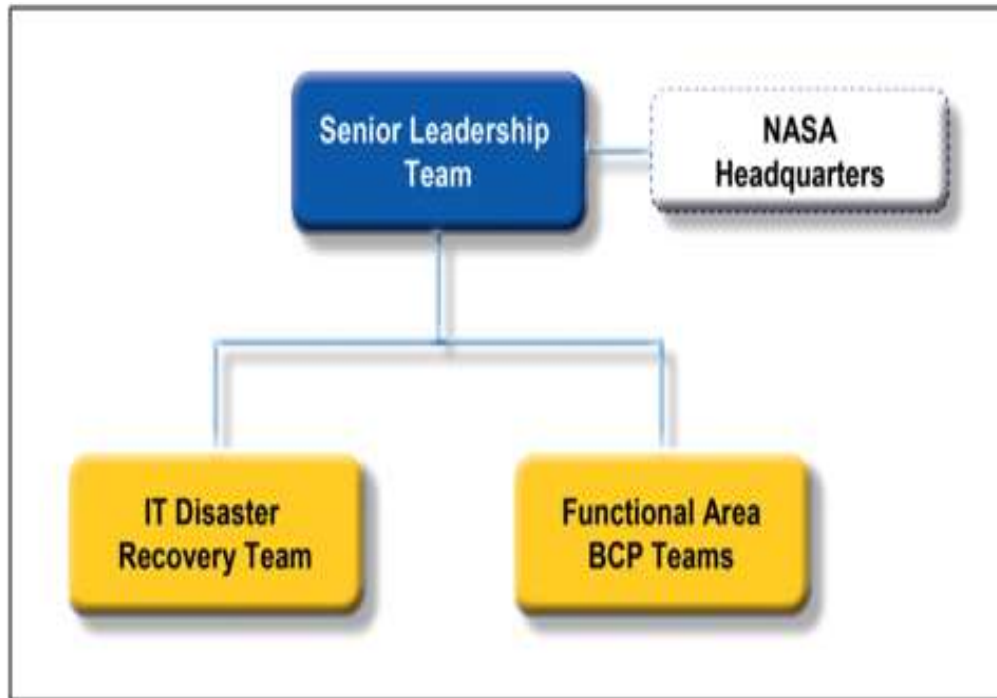 Senior Leadership
Team
NASA
Headquarters
IT Disaster
Recovery Team
Functional Area
BCP Teams